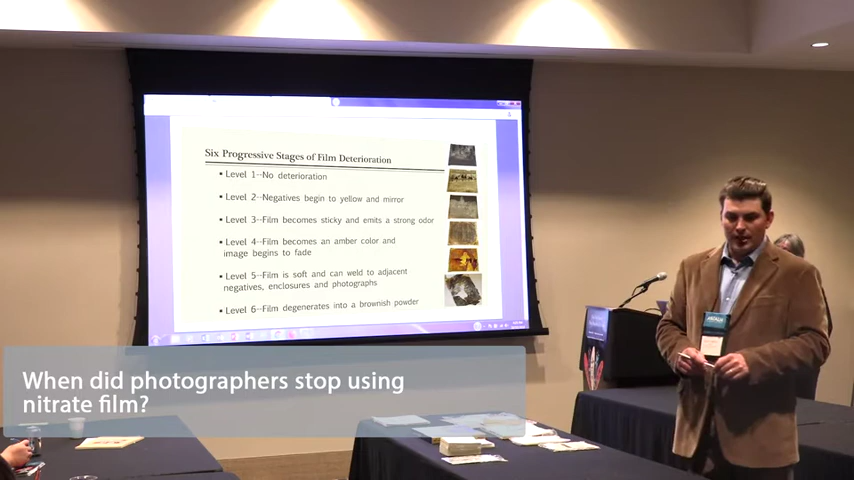 Six Progressive Stages of Film Deterioration
• Level 1--No deterioration
• Level 2--Negatives begin to yellow and mirror
• Level 3--Film becomes sticky and emits a strong odor
• Level 4--Film becomes an amber color and
image begins to fade
• Level 5--Film is soft and can weld to adjacent
negatives, enclosures and photographs
• Level 6--Film degenerates into a brownish powder
When did photographers stop using
nitrate film?